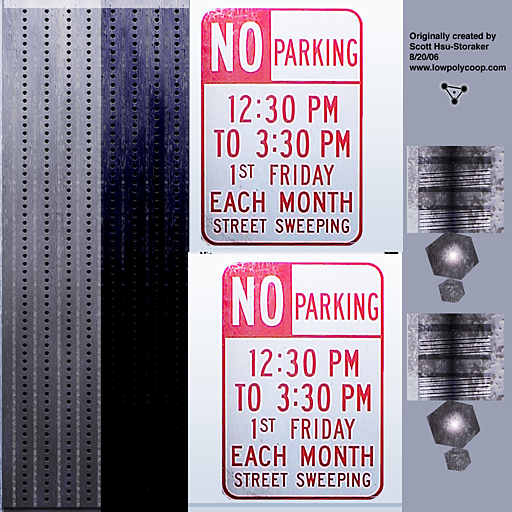 NO PARKING
12:30 PM
TO 3:30 PM
1ST FRIDAY
EACH MONTH
STREET SWEEPING
NO PARKING
12:30 PM
TO 3:30 PM
1ST FRIDAY
EACH MONTH
STREET SWEEPING
Originally created by
Scott Hsu-Storaker
8/20/06
www.lowpolycoop.com